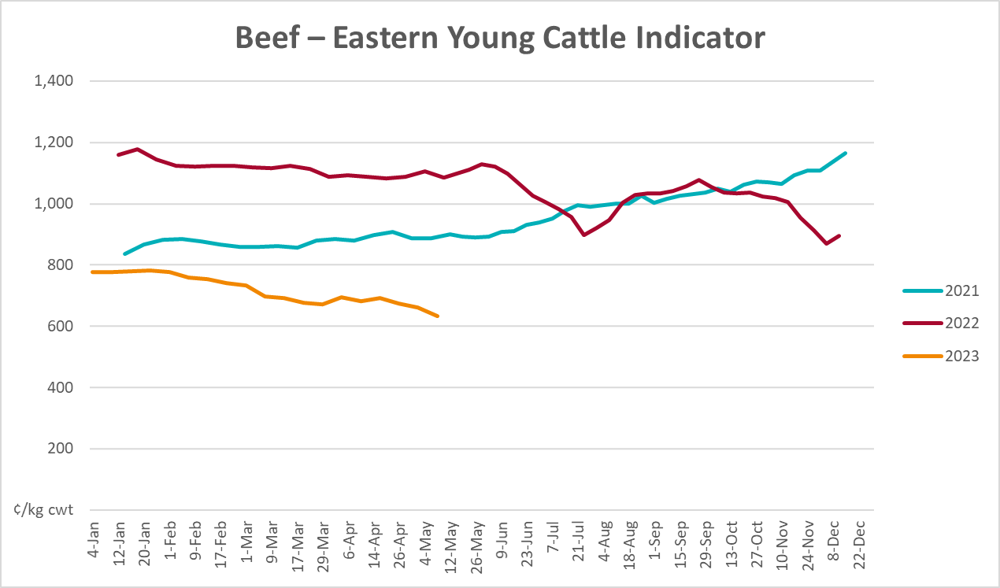 Beef – Eastern Young Cattle Indicator
1,400
1,200
1,000
800
600
400
200
¢/kg cwt
4-Jan
12-Jan
20-Jan
1-Feb
9-Feb
17-Feb
1-Mar
9-Mar
17-Mar
29-Mar
6-Apr
14-Apr
26-Apr
4-May
12-May
26-May
9-Jun
23-Jun
7-Jul
21-Jul
4-Aug
18-Aug
1-Sep
15-Sep
29-Sep
13-Oct
27-Oct
10-Nov
24-Nov
8-Dec
22-Dec
2021
2022
2023